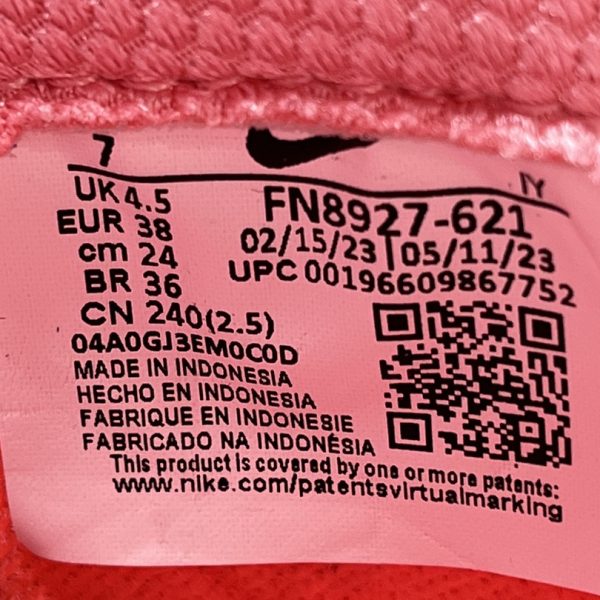 7
IY
UK 4.5
EUR 38
cm 24
BR 36
CN 240(2.5)
FN8927-621
02/15/23 | 05/11/23
UPC 00196609867752
04A0GJ3EM0C0D
MADE IN INDONESIA
HECHO EN INDONESIA
FABRIQUE EN INDONESIE
FABRICADO NA INDONÉSIA
This product is covered by one or more patents:
www.nike.com/patentsvirtualmarking